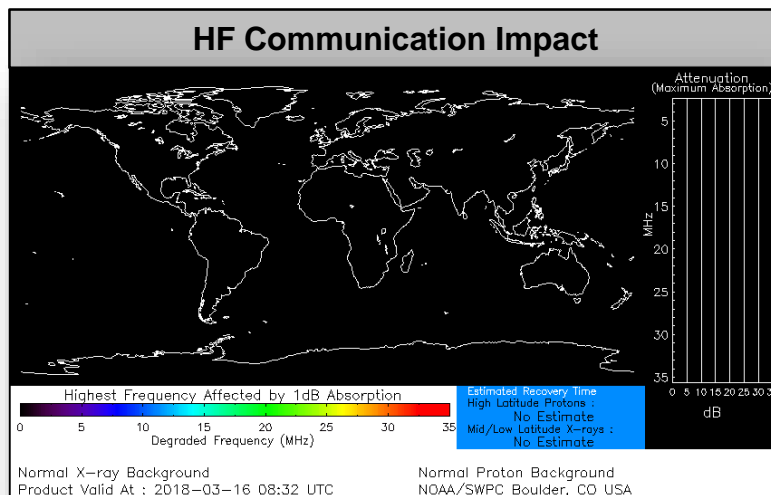 HF Communication Impact
Attenuation
(Maximum Absorption)
5
10
15
20
25
30
35
MHz
0 5 10 15 20 25 30 35
dB
Highest Frequency Affected by 1dB Absorption
0 5 10 15 20 25 30 35
Degraded Frequency (MHz)
Estimated Recovery Time
High Latitude Protons :
No Estimate
Mid/Low Latitude X-rays :
No Estimate
Normal X-ray Background
Product Valid At : 2018-03-16 08:32 UTC
Normal Proton Background
NOAA/SWPC Boulder, CO USA